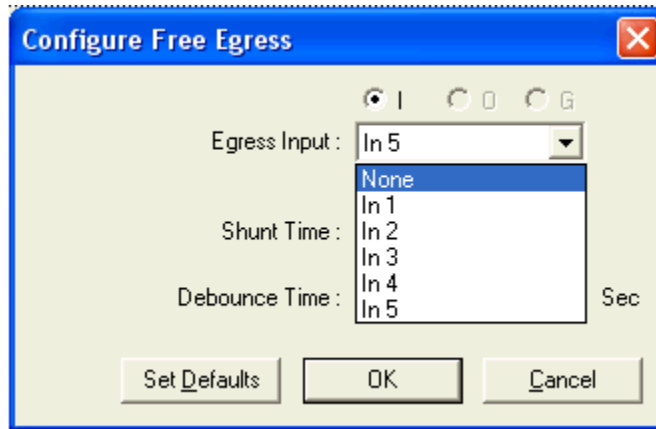 Configure Free Egress
I O G
Egress Input : In 5
None
In 1
Shunt Time : In 2
In 3
In 4
Debounce Time : In 5 Sec
Set Defaults OK Cancel